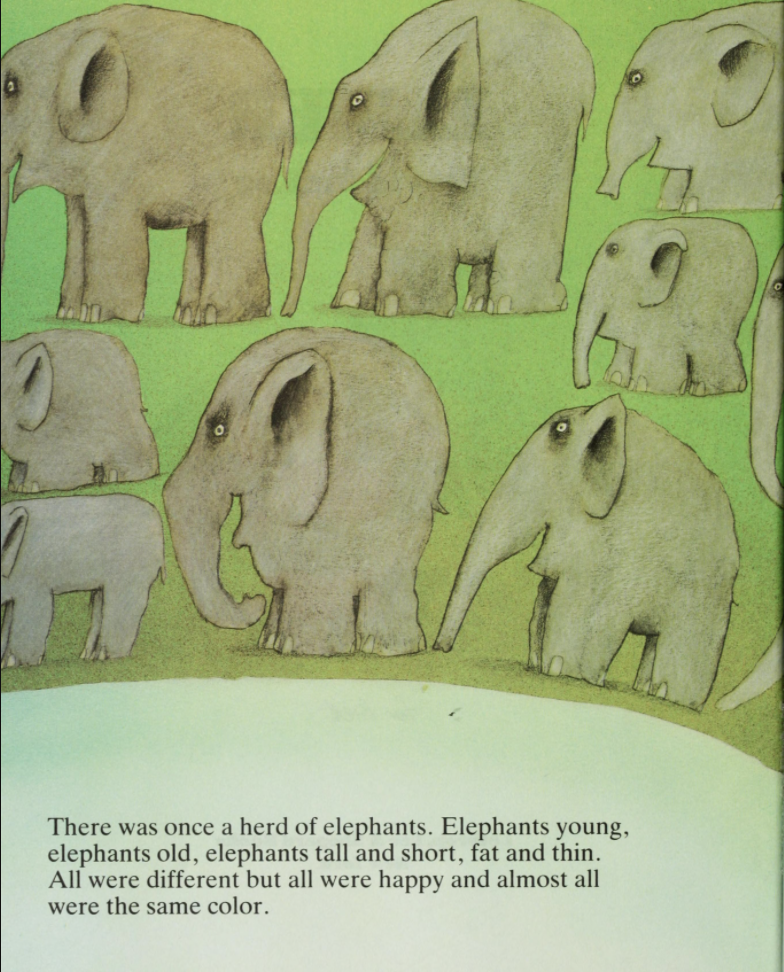 There was once a herd of elephants. Elephants young,
elephants old, elephants tall and short, fat and thin.
All were different but all were happy and almost all
were the same color.